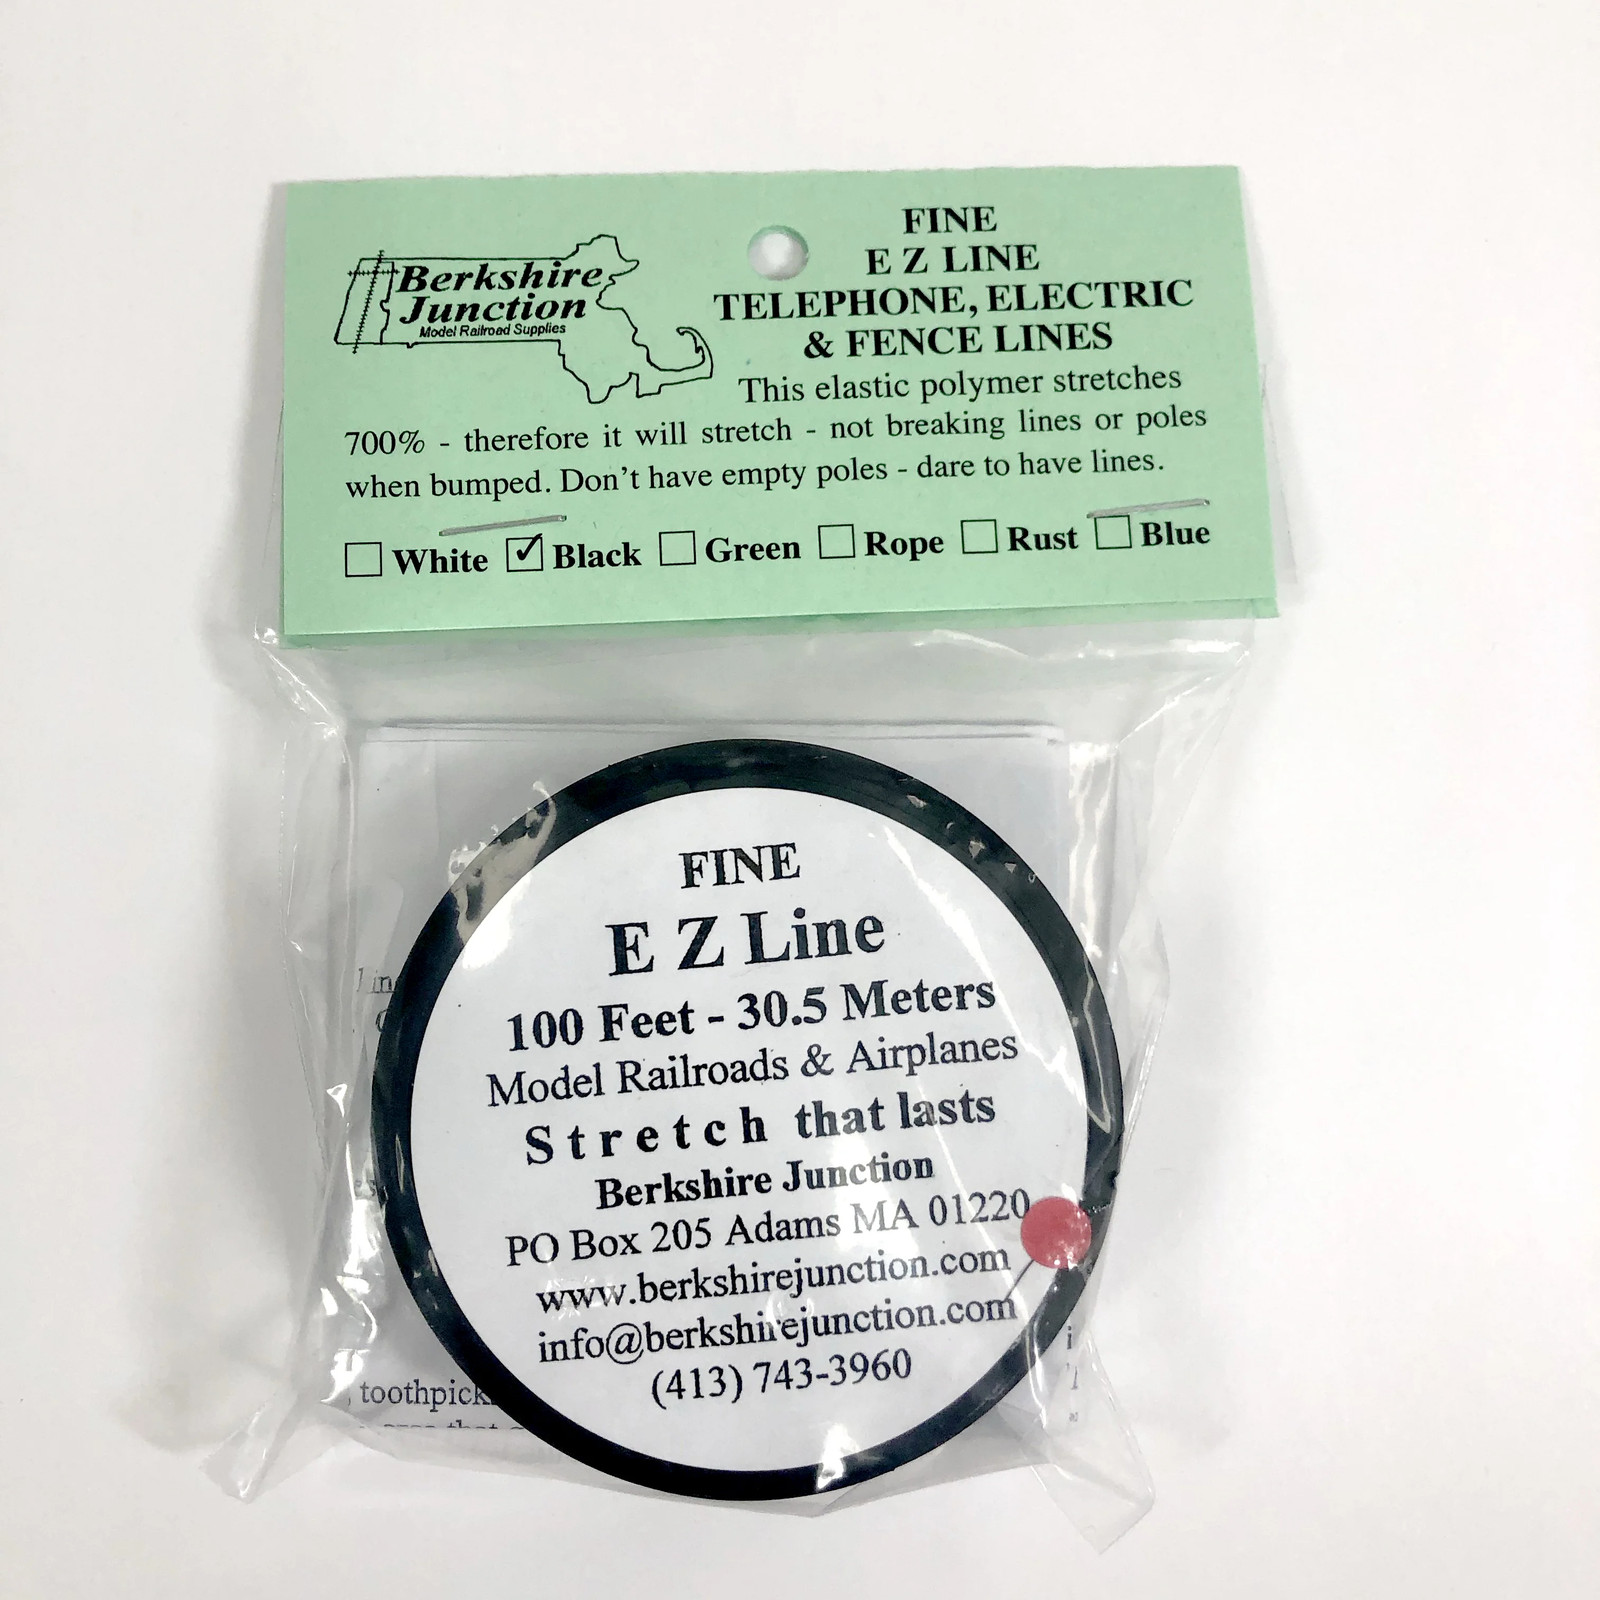 Berkshire
Junction
Model Railroad Supplies
FINE
E Z LINE
TELEPHONE, ELECTRIC
& FENCE LINES
This elastic polymer stretches
700% - therefore it will stretch - not breaking lines or poles
when bumped. Don't have empty poles - dare to have lines.
White Black Green Rope Rust Blue
FINE
E Z Line
100 Feet - 30.5 Meters
Model Railroads & Airplanes
Stretch that lasts
Berkshire Junction
PO Box 205 Adams MA 01220
www.berkshirejunction.com
info@berkshirejunction.com
(413) 743-3960
toothpick